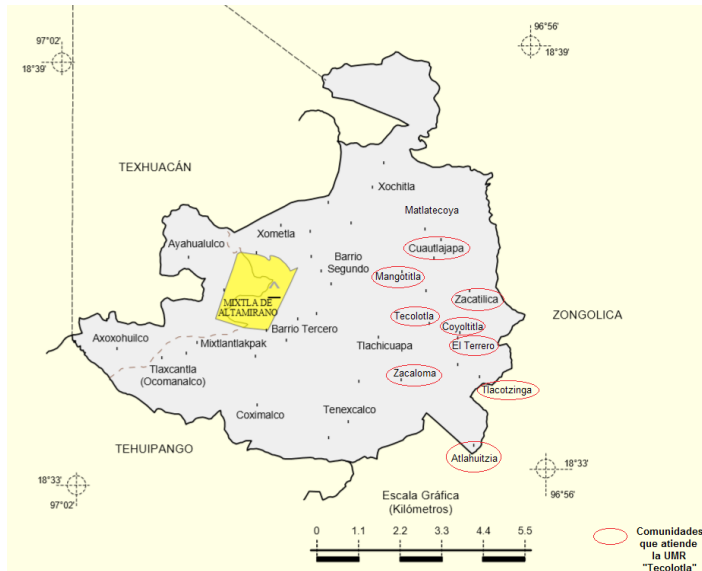 97°02'
18°39'
96°56'
18°39'
TEXHUACÁN
Xochitla
Matlatecoya
Ayahualulco
Xometla
Cuautlajapa
Barrio
Segundo
Mangotitla
Zacatilica
MIXTLA DE
ALTAMIRANO
Tecolotla
Coyoltitla
ZONGOLICA
Barrio Tercero
Axoxohuilco
Mixtlantlakpak
Tlachicuapa
El Terrero
Tlaxcantla
(Ocomanalco)
Zacaloma
Tlacotzinga
Coximalco
Tenexcalco
TEHUIPANGO
Atlahuitzia
18°33'
97°02'
18°33'
96°56'
Escala Gráfica
(Kilómetros)
0 1.1 2.2 3.3 4.4 5.5
Comunidades
que atiende
la UMR
"Tecolotla"